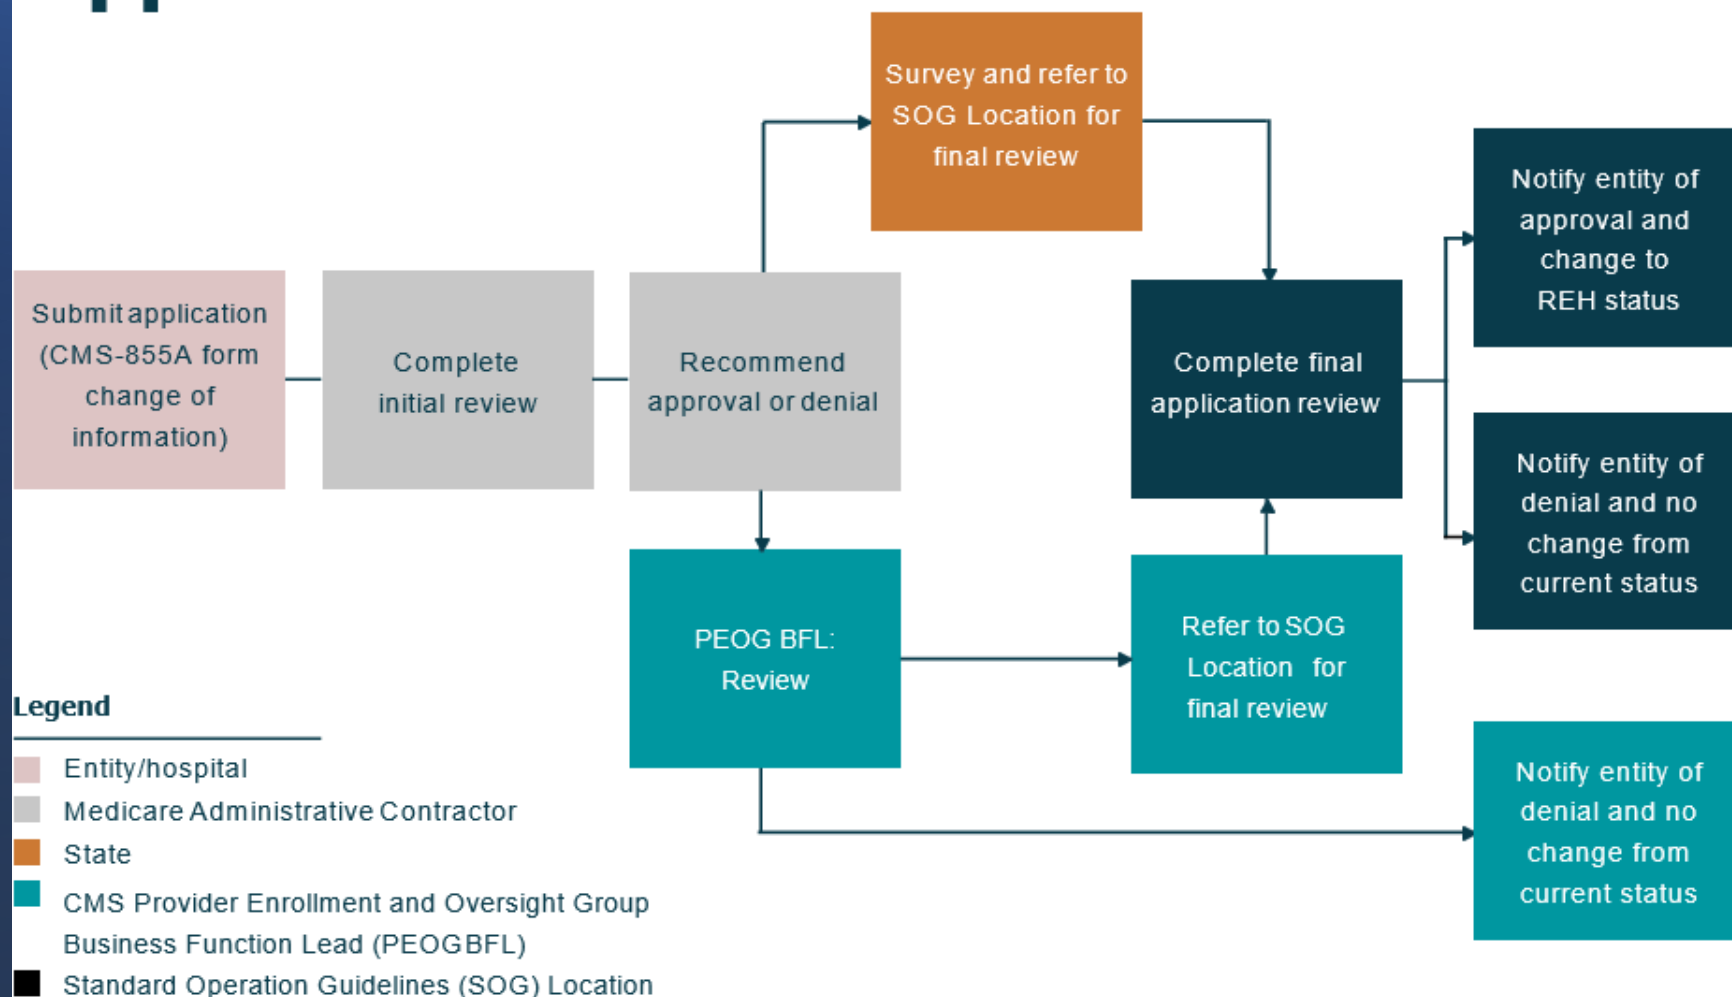 Survey and refer to
SOG Location for
final review
Notify entity of
approval and
change to
REH status
Submit application
(CMS-855A form
change of
information)
Complete
initial review
Recommend
approval or denial
Complete final
application review
Notify entity of
denial and no
change from
current status
PEOG BFL:
Review
Refer to SOG
Location for
final review
Notify entity of
denial and no
change from
current status
Legend
Entity/hospital
Medicare Administrative Contractor
State
CMS Provider Enrollment and Oversight Group
Business Function Lead (PEOG BFL)
Standard Operation Guidelines (SOG) Location